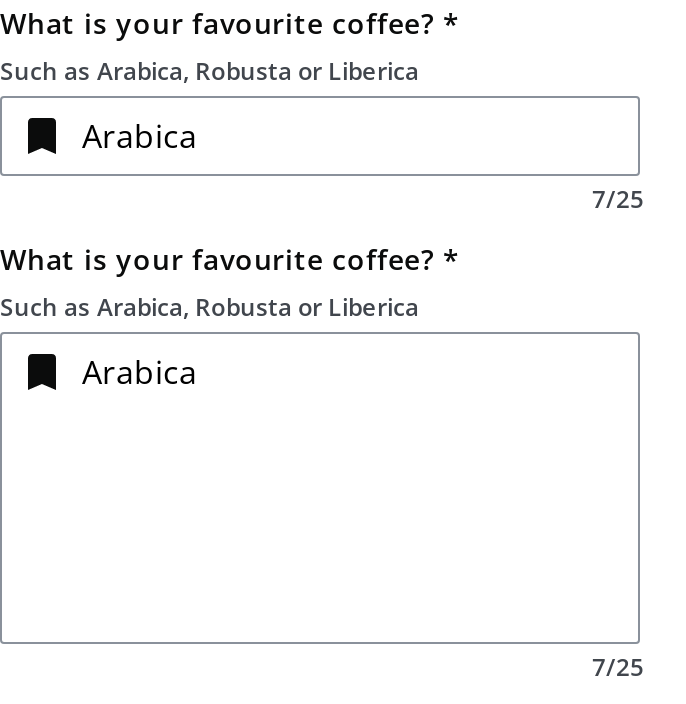 What is your favourite coffee? *
Such as Arabica, Robusta or Liberica
Arabica
7/25
What is your favourite coffee? *
Such as Arabica, Robusta or Liberica
Arabica
7/25